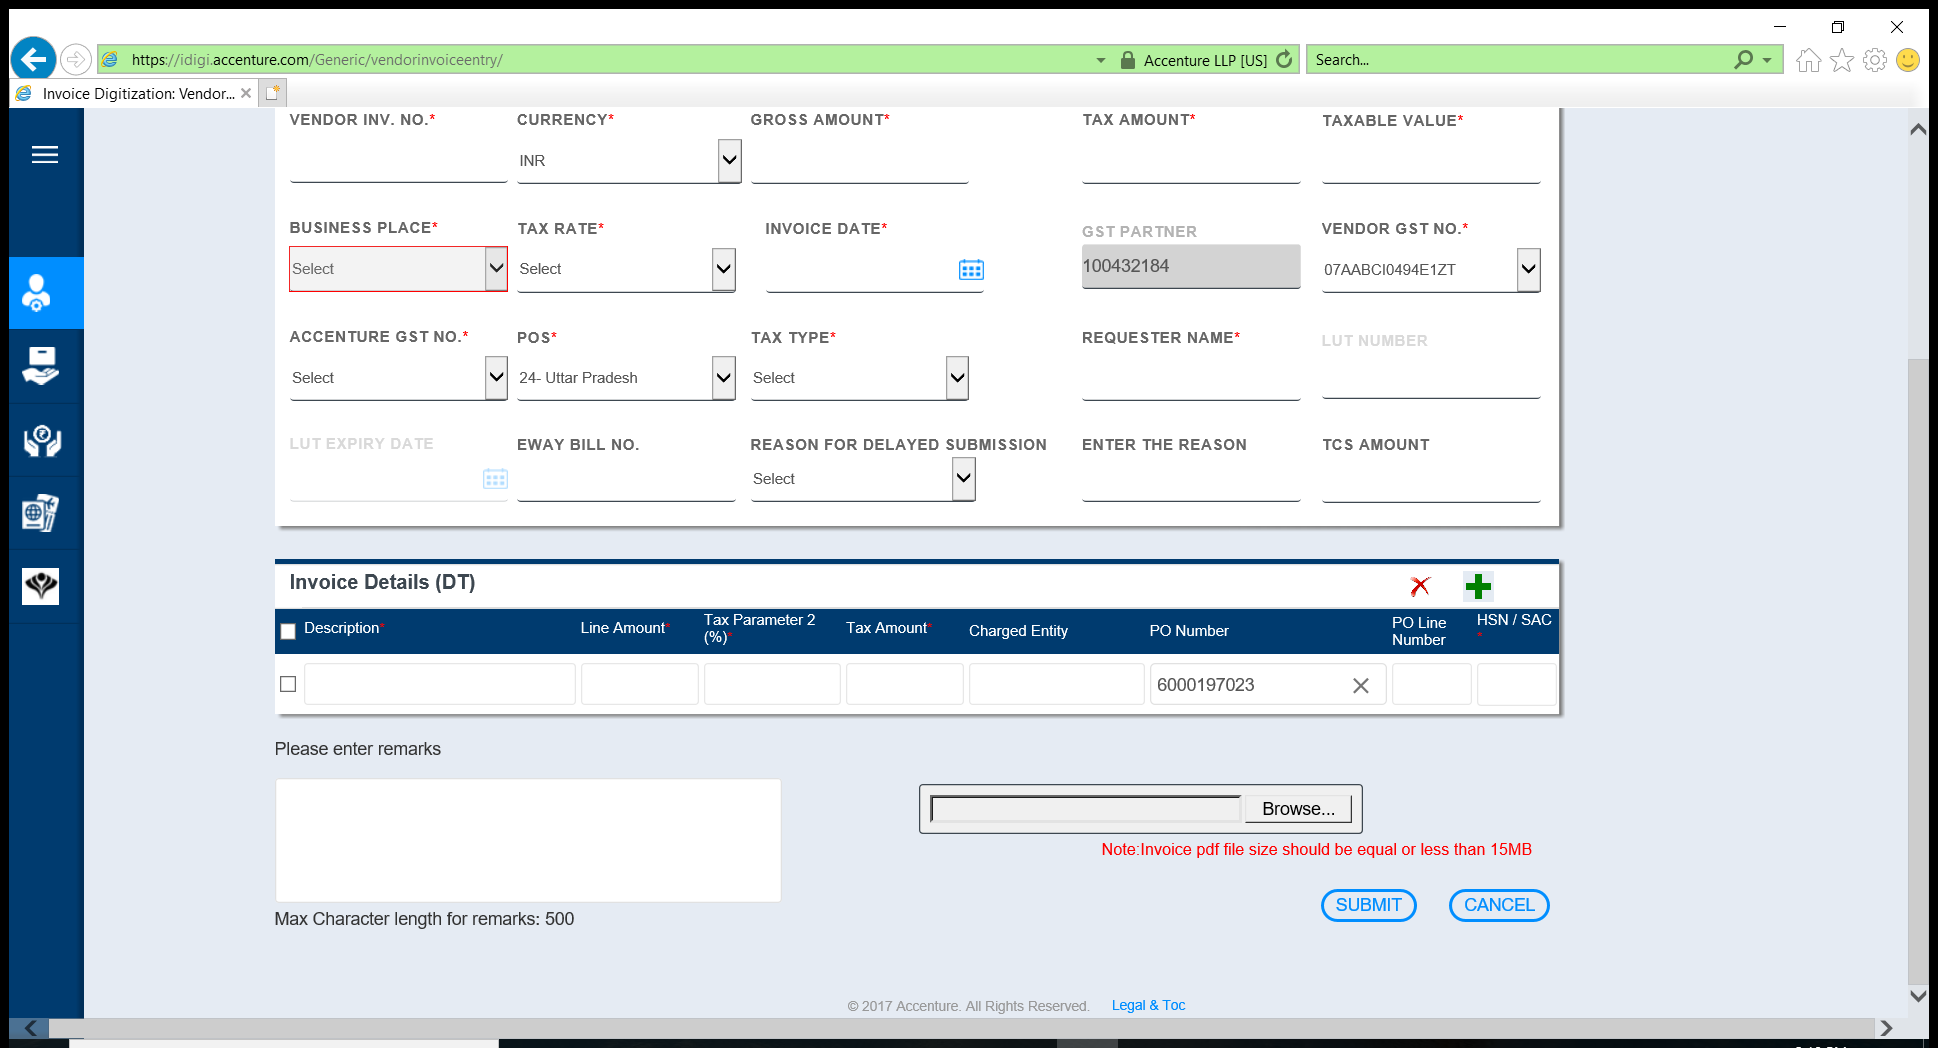 https://idigi.accenture.com/Generic/vendorinvoiceentry/
Accenture LLP [US]
Search...
Invoice Digitization: Vendor...
VENDOR INV. NO.* CURRENCY* GROSS AMOUNT* TAX AMOUNT* TAXABLE VALUE*
INR
BUSINESS PLACE* TAX RATE* INVOICE DATE* GST PARTNER VENDOR GST NO.*
Select Select 100432184 07AABCI0494E1ZT
ACCENTURE GST NO.* POS* TAX TYPE* REQUESTER NAME* LUT NUMBER
Select 24- Uttar Pradesh Select
LUT EXPIRY DATE EWAY BILL NO. REASON FOR DELAYED SUBMISSION ENTER THE REASON TCS AMOUNT
Select
Invoice Details (DT)
Description* Line Amount* Tax Parameter 2 (%)* Tax Amount* Charged Entity PO Number PO Line Number HSN / SAC *
6000197023
Please enter remarks
Browse...
Note:Invoice pdf file size should be equal or less than 15MB
SUBMIT CANCEL
Max Character length for remarks: 500
© 2017 Accenture. All Rights Reserved. Legal & Toc